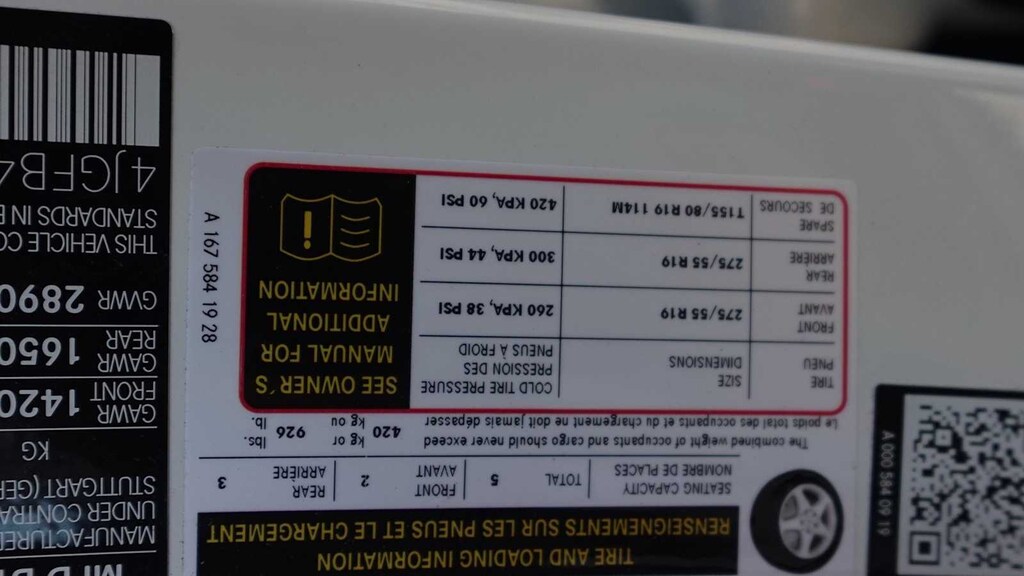 TIRE AND LOADING INFORMATION
RENSEIGNEMENTS SUR LES PNEUS ET LE CHARGEMENT
SEATING CAPACITY
NOMBRE DE PLACES
TOTAL 5
FRONT
AVANT 2
REAR
ARRIÈRE 3
The combined weight of occupants and cargo should never exceed
Le poids total des occupants et du chargement ne doit jamais dépasser
420 kg or
kg ou
926 lbs.
lb.
TIRE
PNEU
SIZE
DIMENSIONS
COLD TIRE PRESSURE
PRESSION DES
PNEUS À FROID
FRONT
AVANT
275/55 R19
260 KPA, 38 PSI
REAR
ARRIÈRE
275/55 R19
300 KPA, 44 PSI
SPARE
DE SECOURS
T155/80 R19 114M
420 KPA, 60 PSI
SEE OWNER'S
MANUAL FOR
ADDITIONAL
INFORMATION
A 167 584 19 28
A 000 584 09 19
MANUFACTURED
UNDER CONTRA
STUTTGART (GER
KG
GAWR
FRONT
1420
GAWR
REAR
1650
GVWR 2890
THIS VEHICLE CO
STANDARDS IN E
4JGFB4